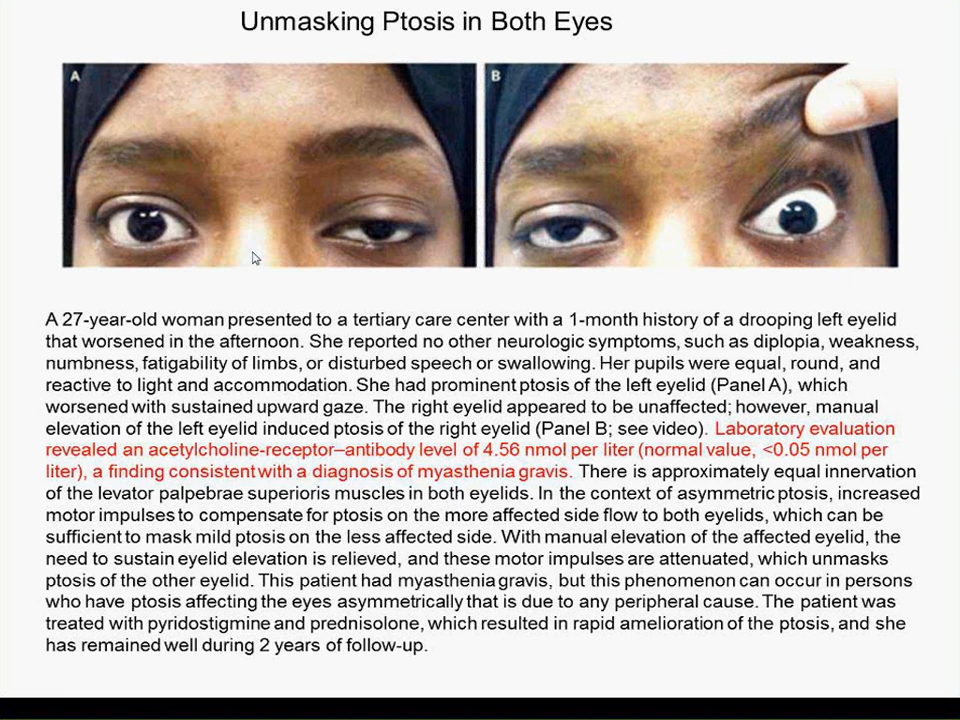 Unmasking Ptosis in Both Eyes
A
B
A 27-year-old woman presented to a tertiary care center with a 1-month history of a drooping left eyelid
that worsened in the afternoon. She reported no other neurologic symptoms, such as diplopia, weakness,
numbness, fatigability of limbs, or disturbed speech or swallowing. Her pupils were equal, round, and
reactive to light and accommodation. She had prominent ptosis of the left eyelid (Panel A), which
worsened with sustained upward gaze. The right eyelid appeared to be unaffected; however, manual
elevation of the left eyelid induced ptosis of the right eyelid (Panel B; see video). Laboratory evaluation
revealed an acetylcholine-receptor–antibody level of 4.56 nmol per liter (normal value, <0.05 nmol per
liter), a finding consistent with a diagnosis of myasthenia gravis. There is approximately equal innervation
of the levator palpebrae superioris muscles in both eyelids. In the context of asymmetric ptosis, increased
motor impulses to compensate for ptosis on the more affected side flow to both eyelids, which can be
sufficient to mask mild ptosis on the less affected side. With manual elevation of the affected eyelid, the
need to sustain eyelid elevation is relieved, and these motor impulses are attenuated, which unmasks
ptosis of the other eyelid. This patient had myasthenia gravis, but this phenomenon can occur in persons
who have ptosis affecting the eyes asymmetrically that is due to any peripheral cause. The patient was
treated with pyridostigmine and prednisolone, which resulted in rapid amelioration of the ptosis, and she
has remained well during 2 years of follow-up.